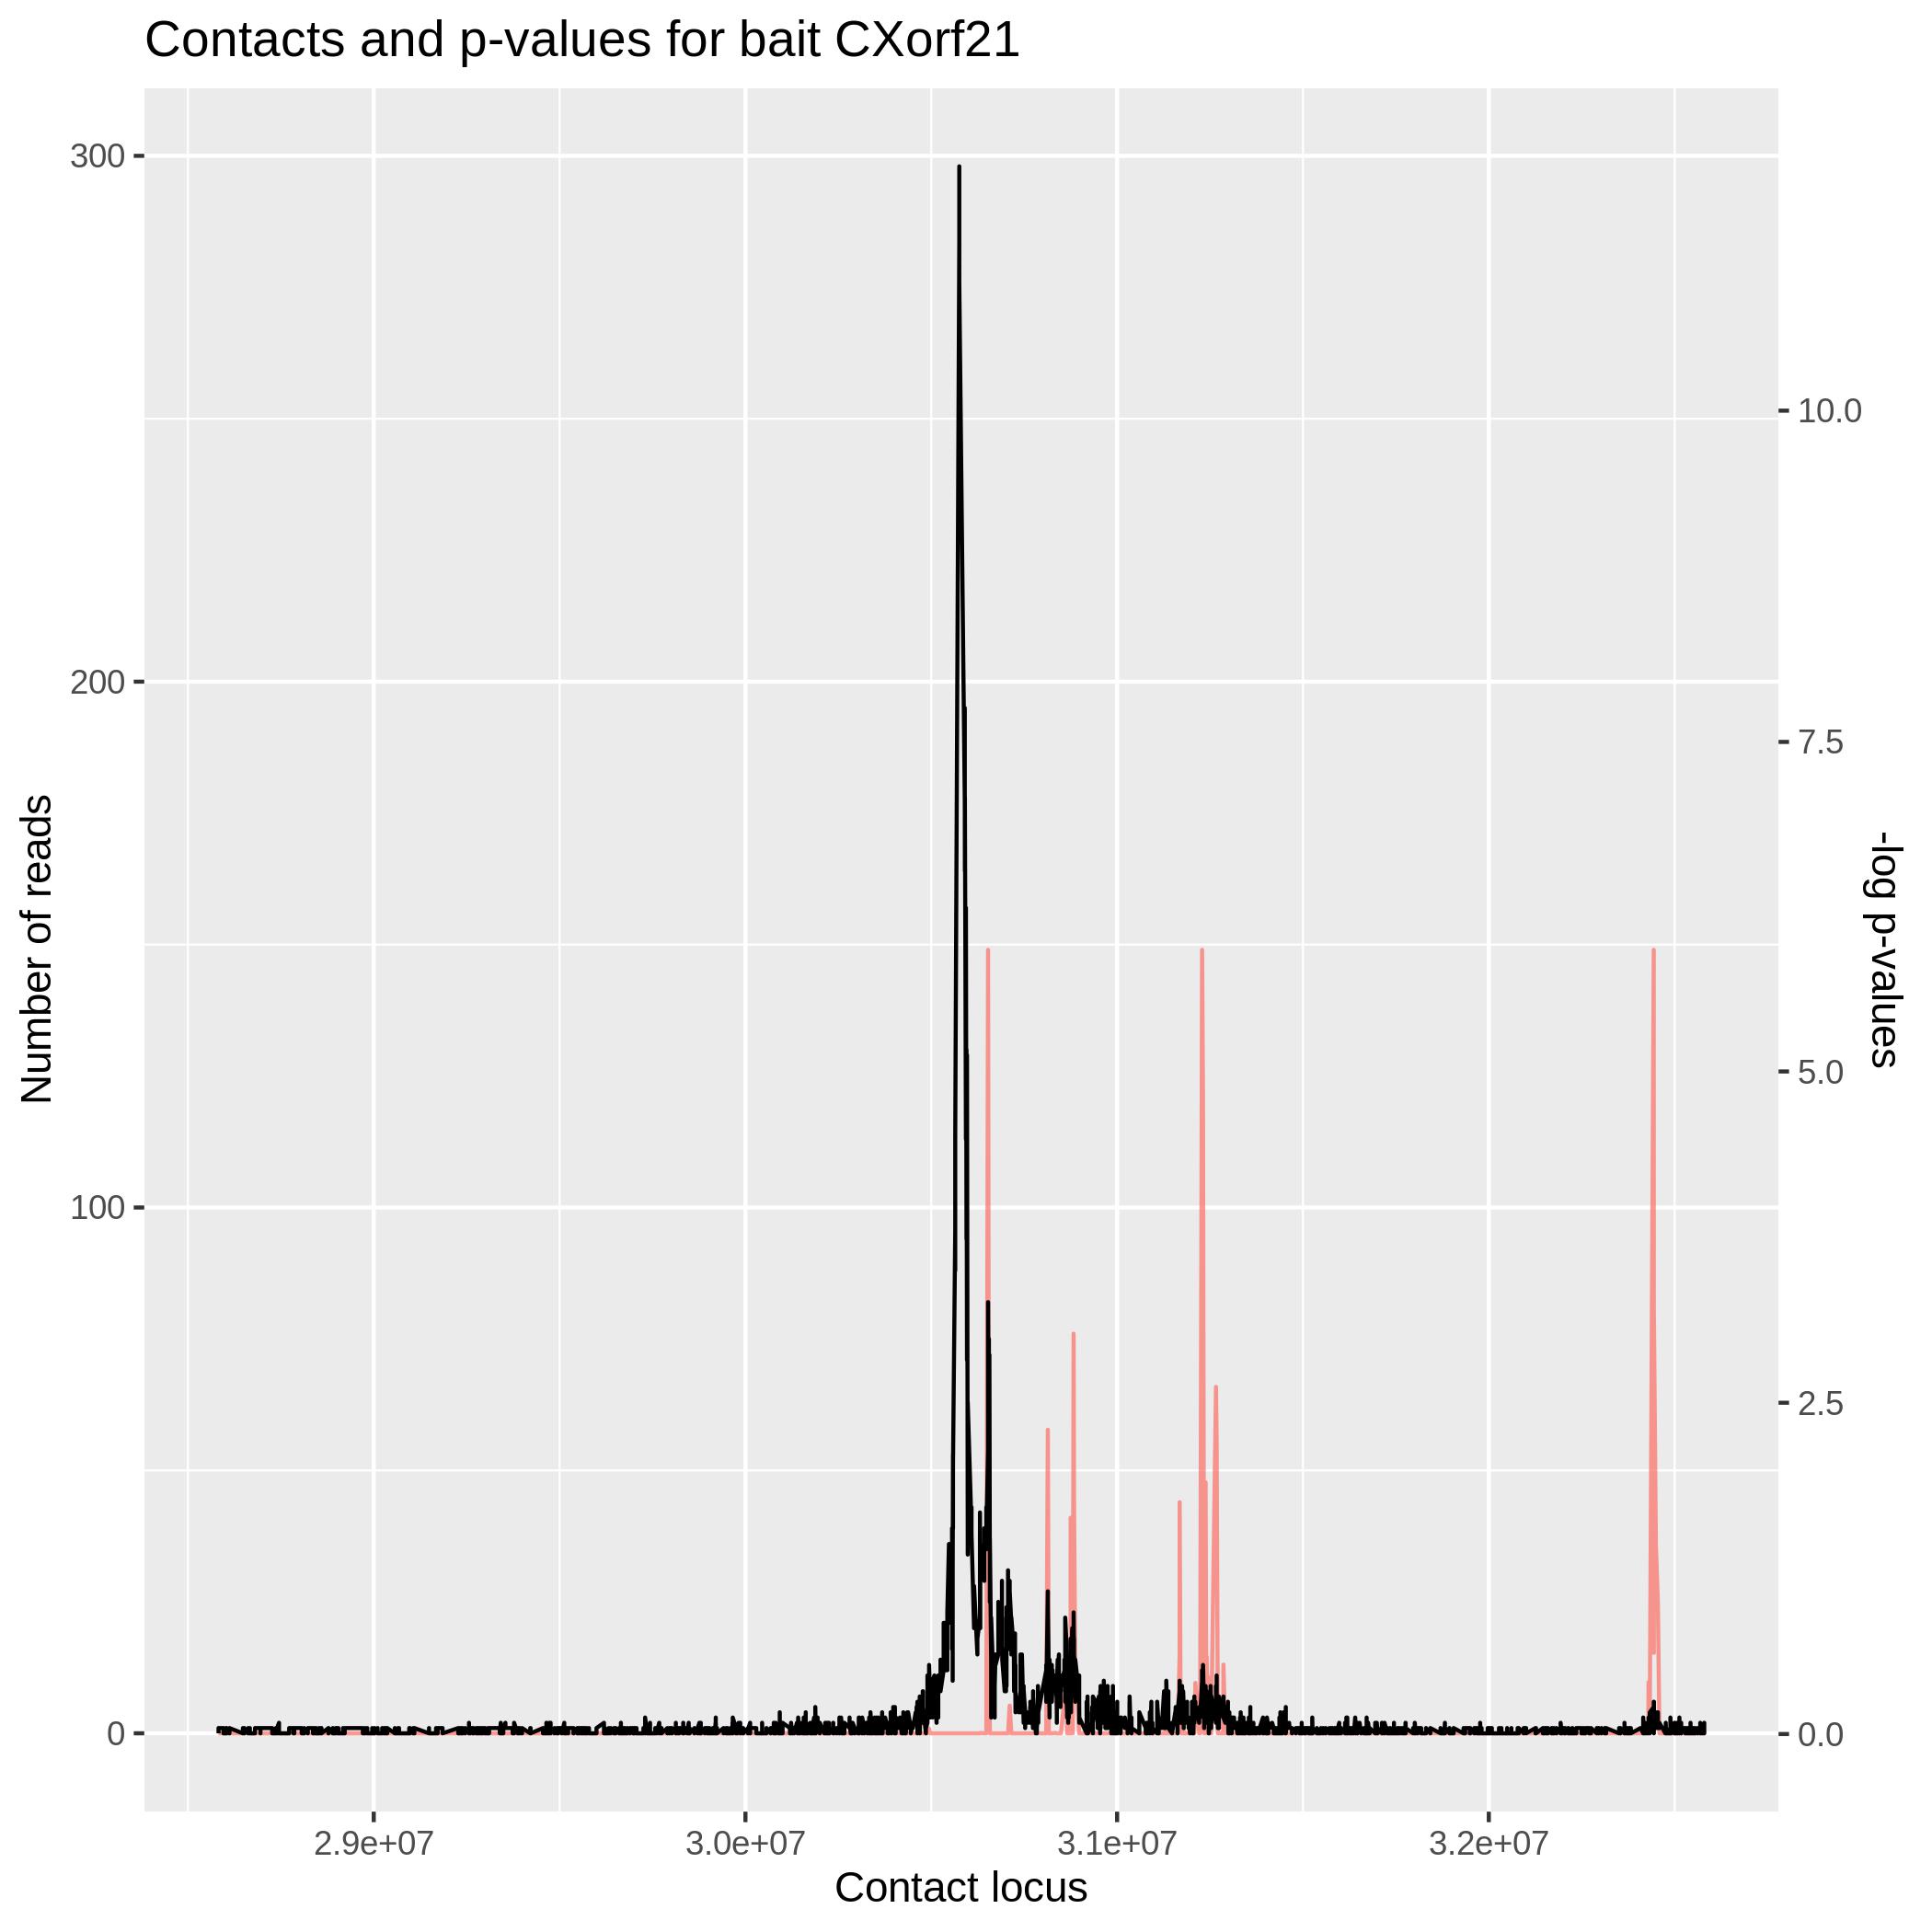 Contacts and p-values for bait CXorf21
300
200
100
0
Number of reads
10.0
7.5
5.0
2.5
0.0
-log p-values
2.9e+07
3.0e+07
3.1e+07
3.2e+07
Contact locus